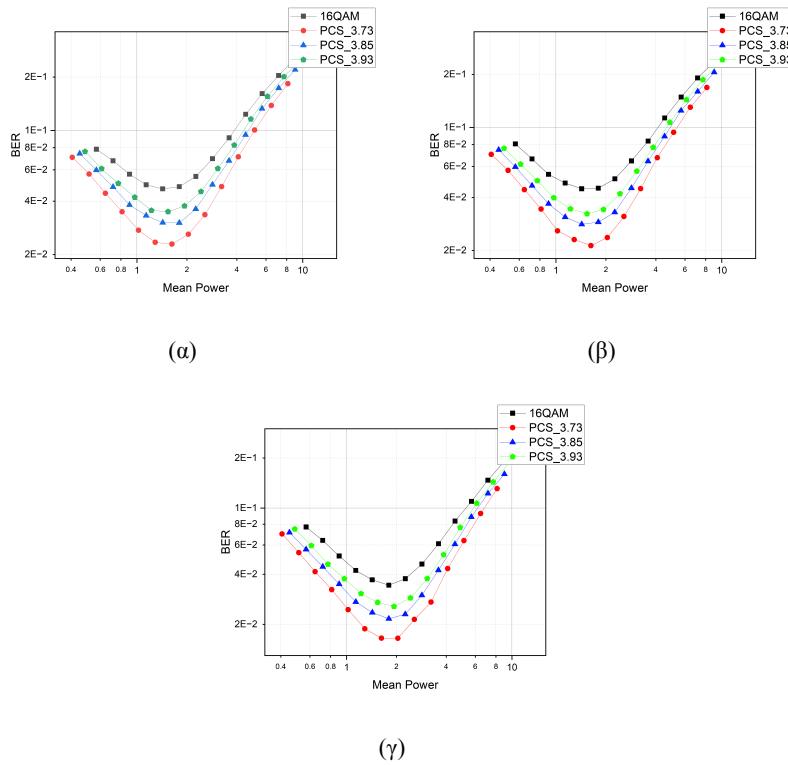 16QAM
PCS_3.73
PCS_3.85
PCS_3.93
2E-1
1E-1
8E-2
6E-2
4E-2
2E-2
BER
0.4 0.6 0.8 1 2 4 6 8 10
Mean Power
(α)
16QAM
PCS_3.73
PCS_3.85
PCS_3.93
2E-1
1E-1
8E-2
6E-2
4E-2
2E-2
BER
0.4 0.6 0.8 1 2 4 6 8 10
Mean Power
(β)
16QAM
PCS_3.73
PCS_3.85
PCS_3.93
2E-1
1E-1
8E-2
6E-2
4E-2
2E-2
BER
0.4 0.6 0.8 1 2 4 6 8 10
Mean Power
(γ)